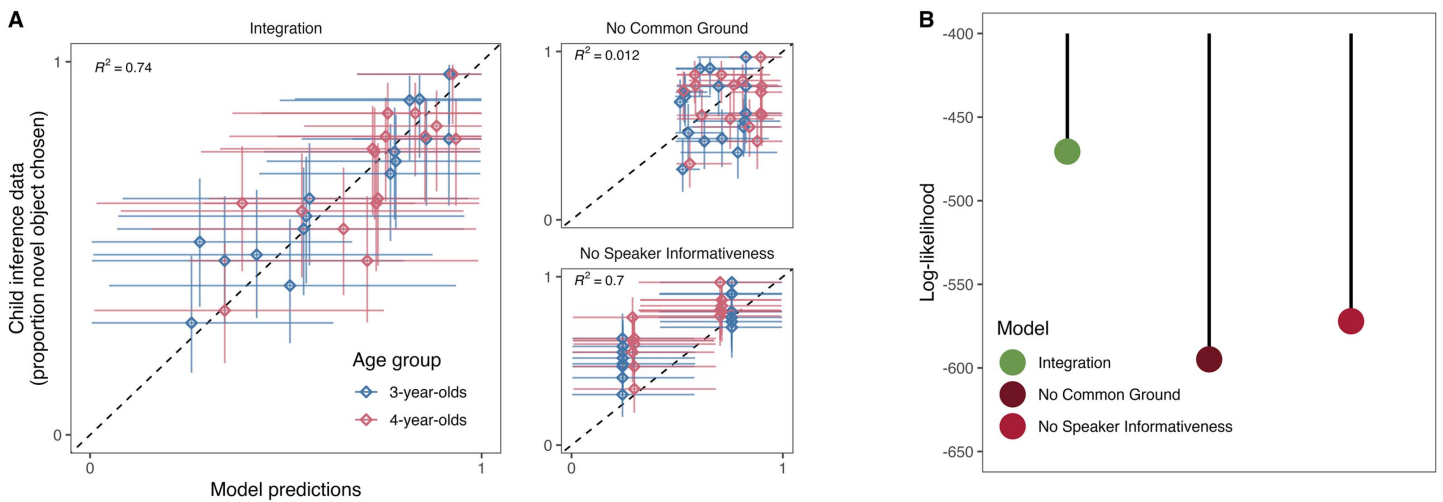 A
Integration
R² = 0.74
1
0
0
1
Child inference data
(proportion novel object chosen)
Model predictions
Age group
3-year-olds
4-year-olds
No Common Ground
R² = 0.012
1
0
No Speaker Informativeness
R² = 0.7
1
0
0
1
B
Log-likelihood
-400
-450
-500
-550
-600
-650
Model
Integration
No Common Ground
No Speaker Informativeness